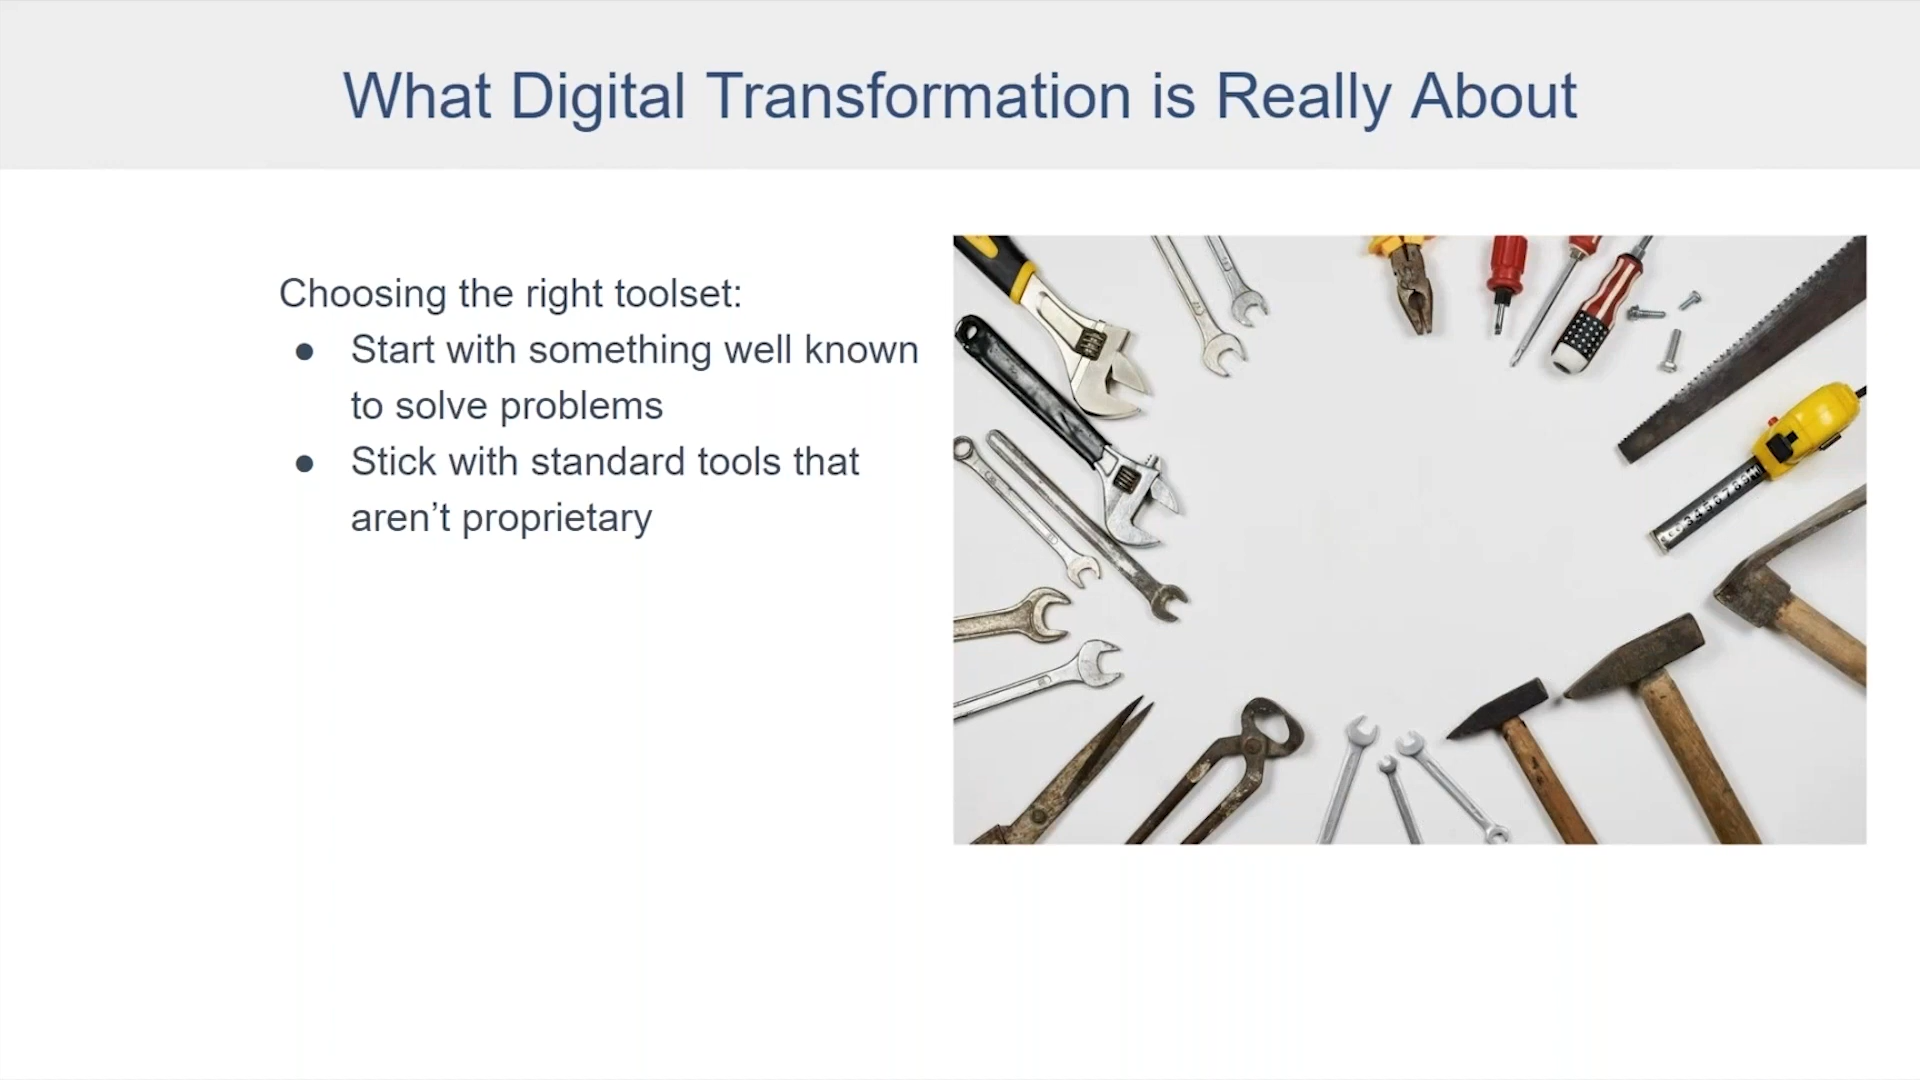 What Digital Transformation is Really About
Choosing the right toolset:
● Start with something well known
to solve problems
● Stick with standard tools that
aren’t proprietary